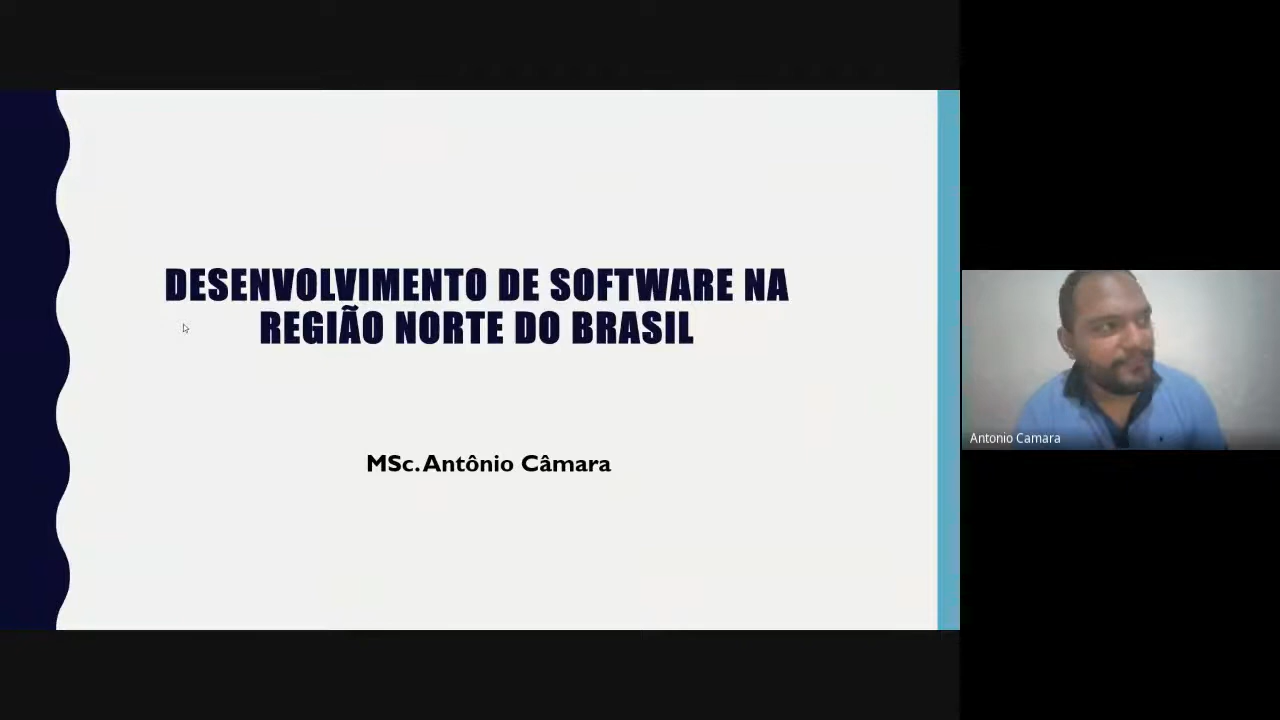 DESENVOLVIMENTO DE SOFTWARE NA
REGIÃO NORTE DO BRASIL
MSc. Antônio Câmara
Antonio Camara